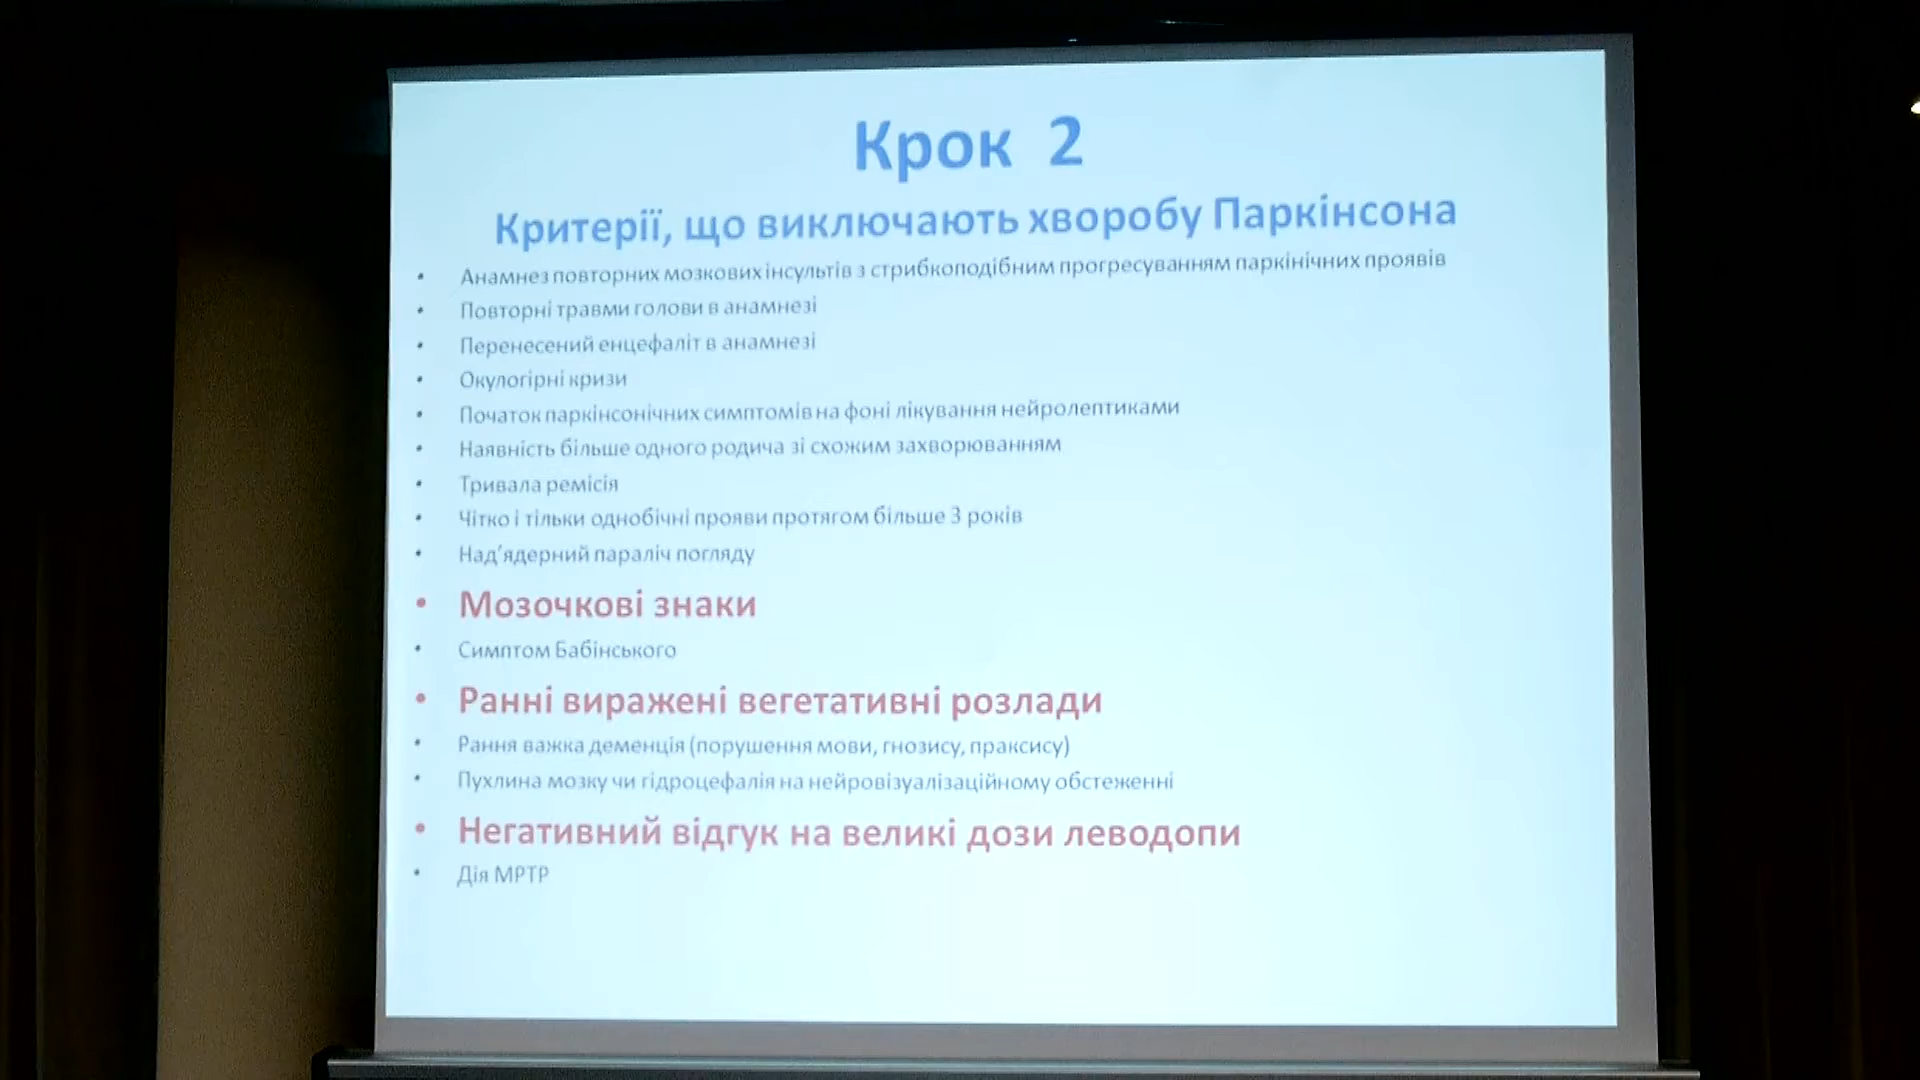 Крок 2
Критерії, що виключають хворобу Паркінсона
• Анамнез повторних мозкових інсультів з стрибкоподібним прогресуванням паркінічних проявів
• Повторні травми голови в анамнезі
• Перенесений енцефаліт в анамнезі
• Окулогірні кризи
• Початок паркінсонічних симптомів на фоні лікування нейролептиками
• Наявність більше одного родича зі схожим захворюванням
• Тривала ремісія
• Чітко і тільки однобічні прояви протягом більше 3 років
• Над’ядерний параліч погляду
• Мозочкові знаки
• Симптом Бабінського
• Ранні виражені вегетативні розлади
• Рання важка деменція (порушення мови, гнозису, праксису)
• Пухлина мозку чи гідроцефалія на нейровізуалізаційному обстеженні
• Негативний відгук на великі дози леводопи
• Дія МРТР